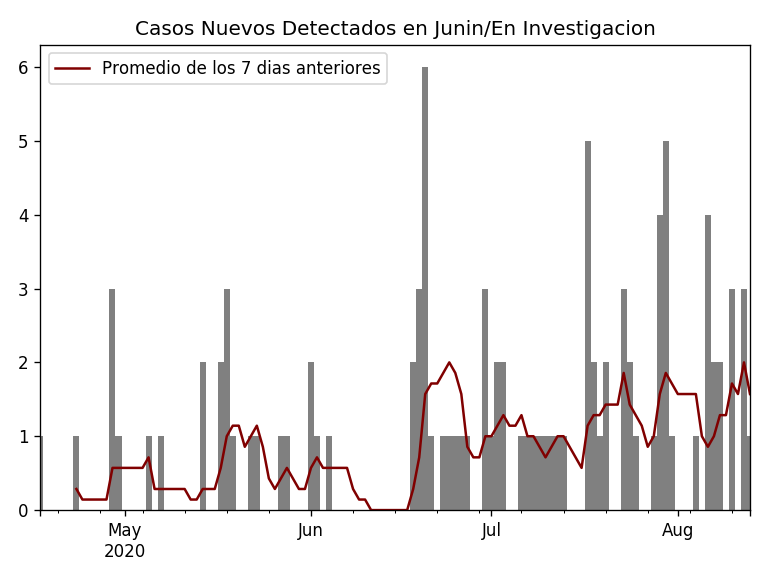 Casos Nuevos Detectados en Junin/En Investigacion
Promedio de los 7 dias anteriores
6
5
4
3
2
1
0
May Jun Jul Aug
2020